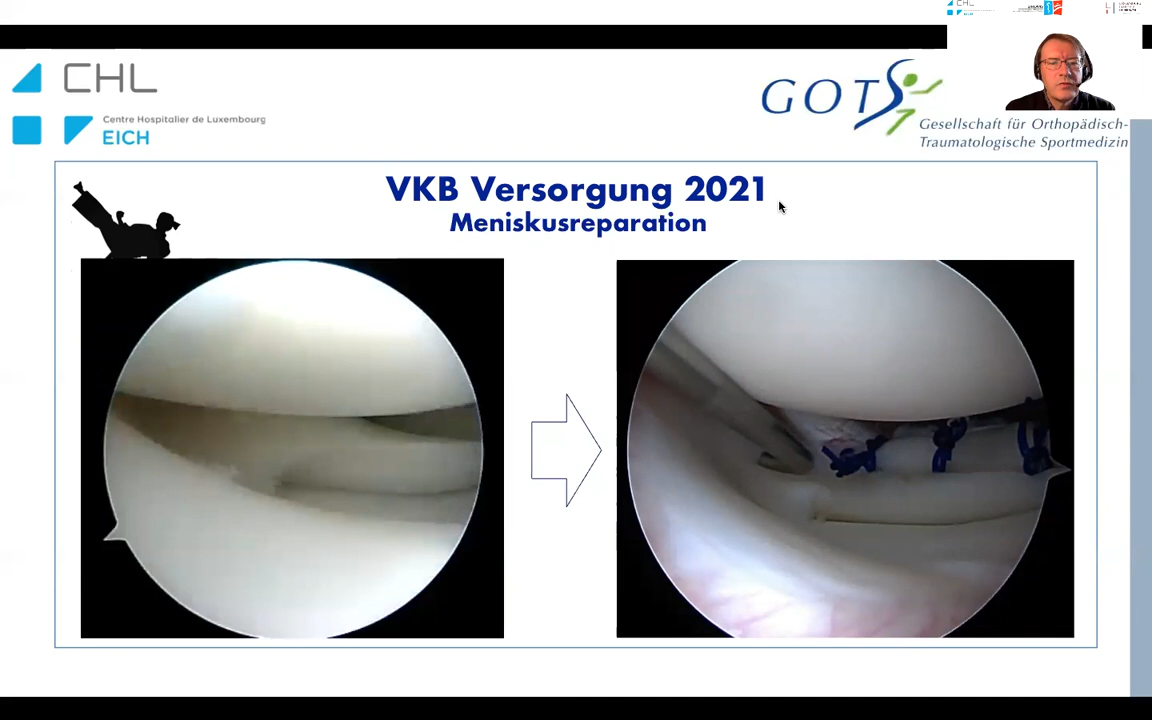 CHL
Centre Hospitalier de Luxembourg
EICH
GOTS
Gesellschaft für Orthopädisch-
Traumatologische Sportmedizin
VKB Versorgung 2021
Meniskusreparation